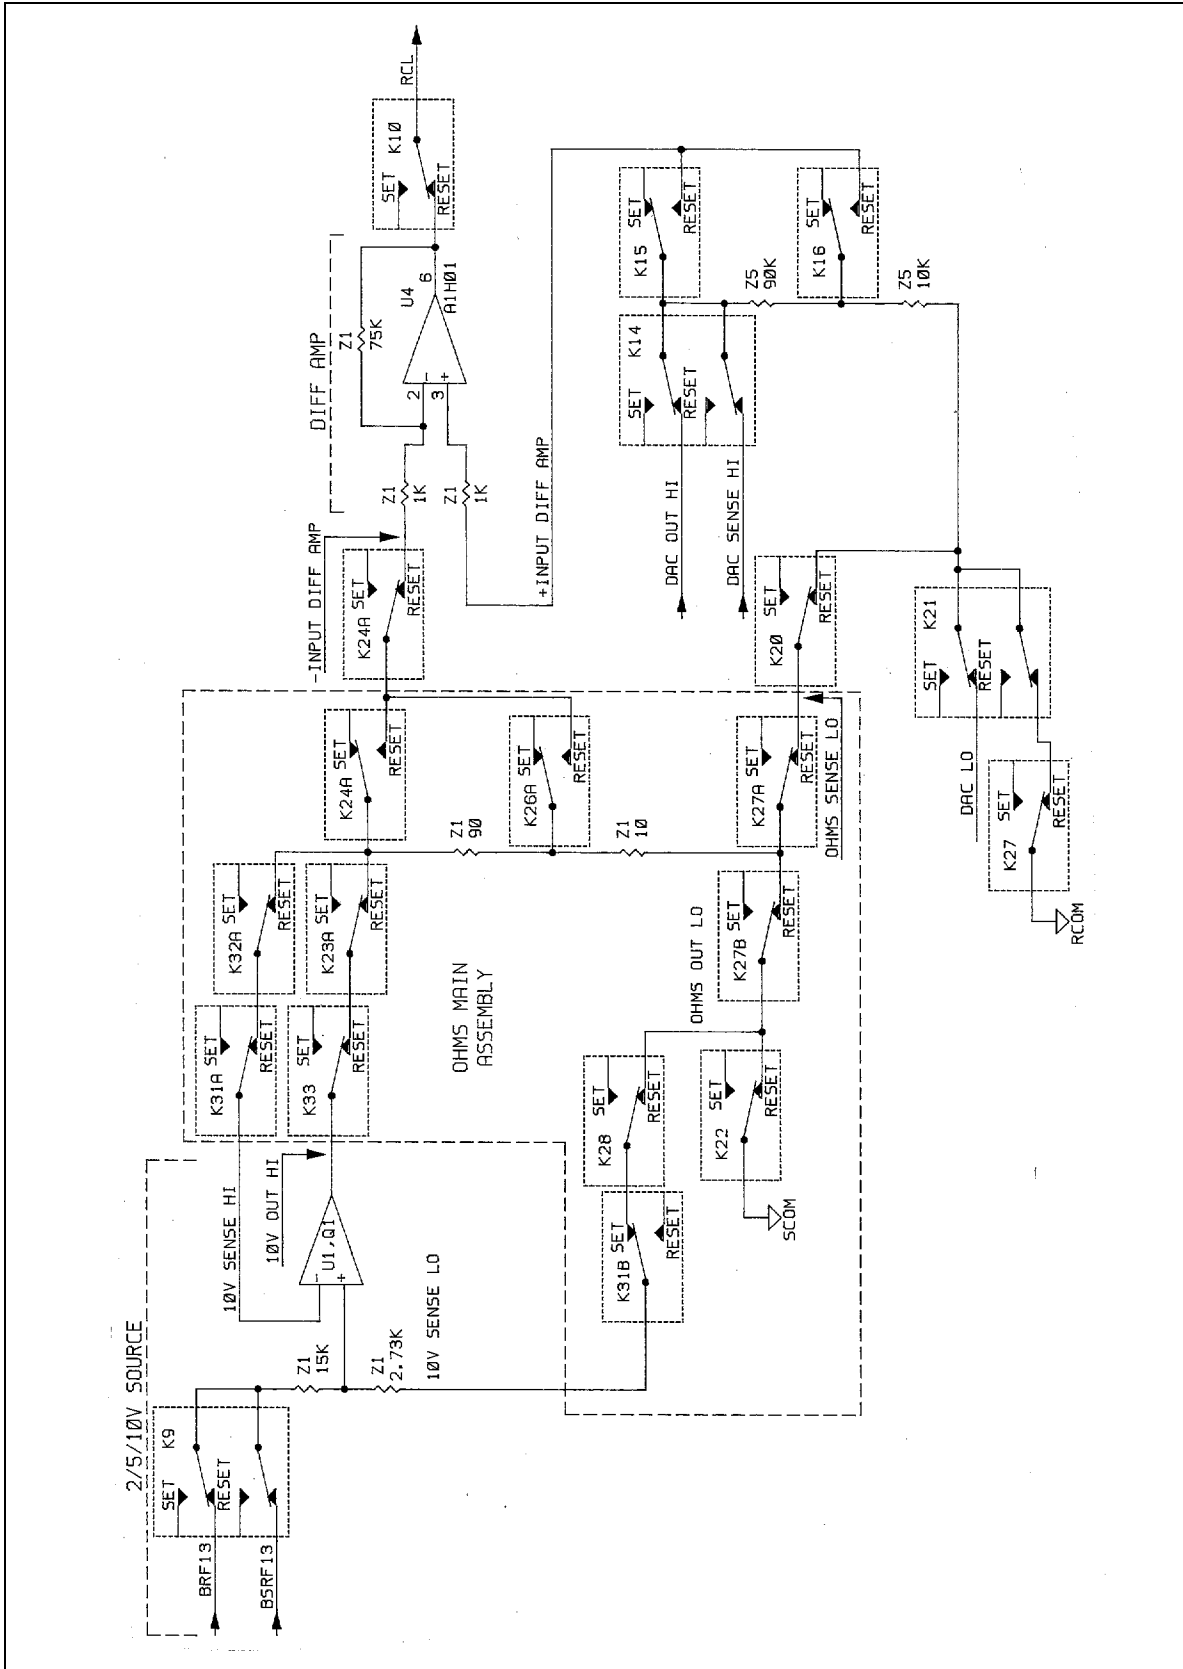 2/5/10V SOURCE
BRF13
BSRF13
SET
RESET
K9
Z1
15K
Z1
2.73K
10V SENSE LO
10V SENSE HI
10V OUT HI
U1,Q1
-
+
K31A
SET
RESET
K32A
SET
RESET
K33
SET
RESET
K23A
SET
RESET
OHMS MAIN
ASSEMBLY
K31B
SET
RESET
K28
SET
RESET
K22
SET
RESET
SCOM
OHMS OUT LO
K27B
SET
RESET
Z1
90
Z1
10
K24A
SET
RESET
K26A
SET
RESET
K27A
SET
RESET
OHMS SENSE LO
K24A
SET
RESET
-INPUT DIFF AMP
+INPUT DIFF AMP
DIFF AMP
Z1
1K
Z1
1K
Z1
75K
2
3
-
+
U4
6
A1H01
K10
SET
RESET
RCL
DAC OUT HI
DAC SENSE HI
K14
SET
RESET
K15
SET
RESET
Z5
90K
K16
SET
RESET
Z5
10K
K20
SET
RESET
K21
SET
RESET
DAC LO
K27
SET
RESET
RCOM